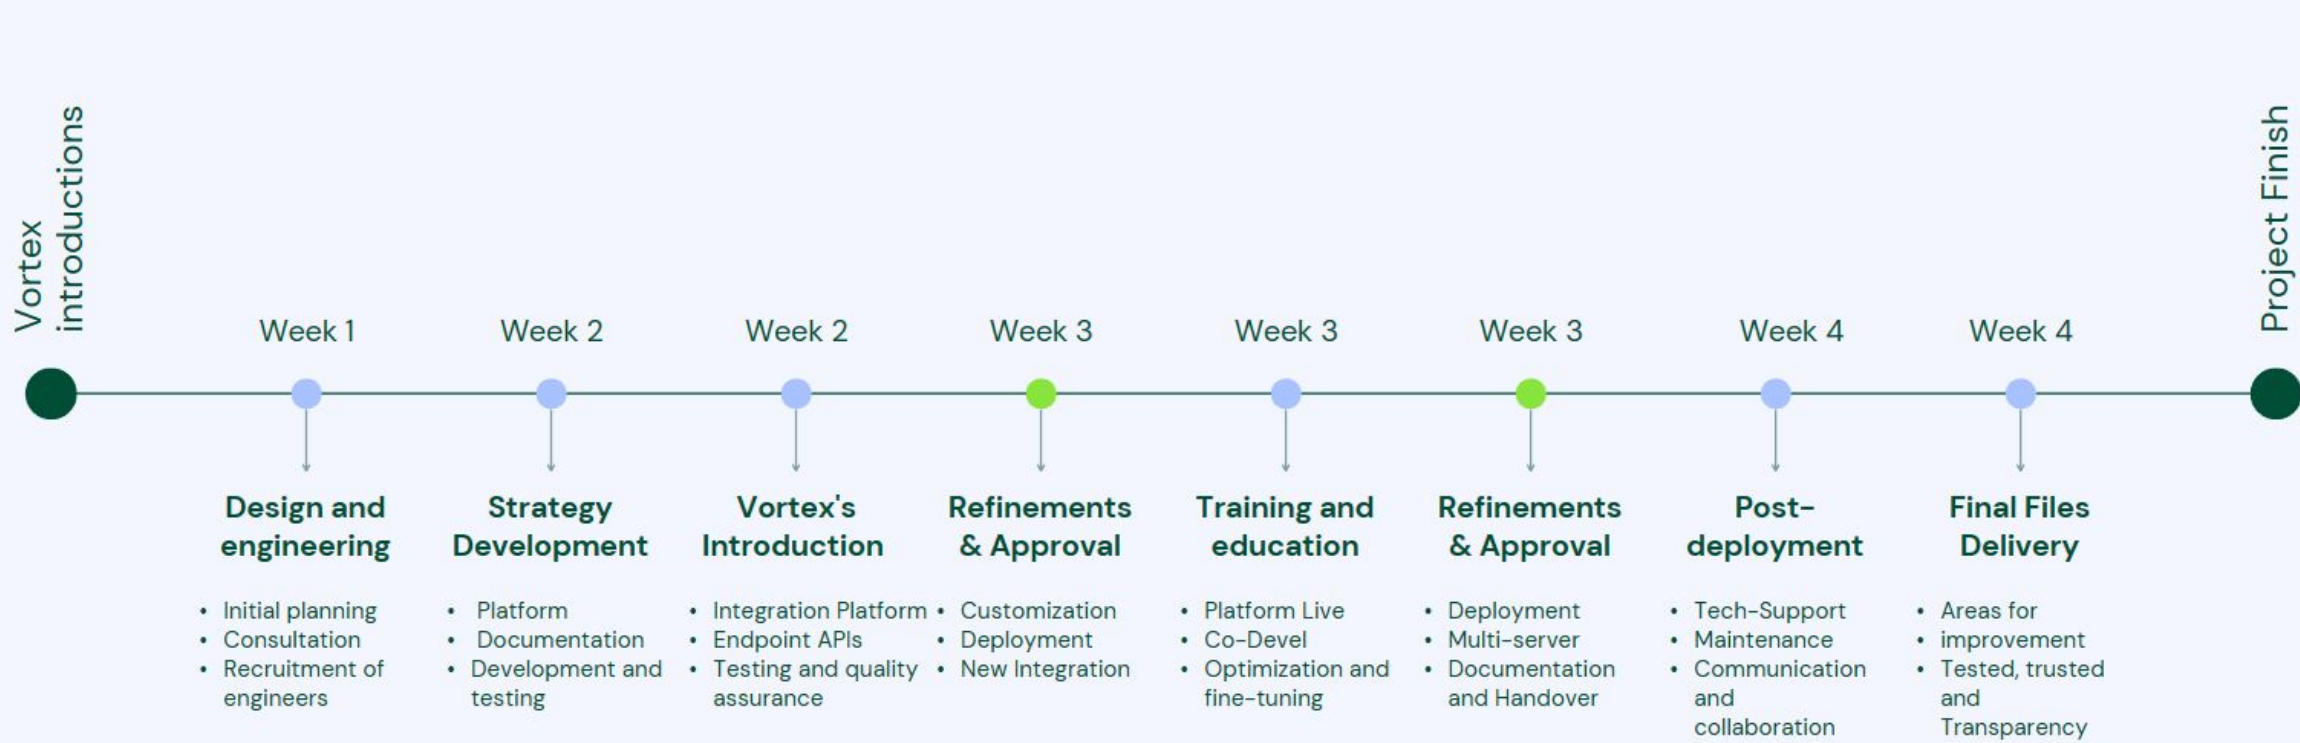 Vortex
introductions
Project Finish
Week 1
Week 2
Week 2
Week 3
Week 3
Week 3
Week 4
Week 4
Design and
engineering
• Initial planning
• Consultation
• Recruitment of
engineers
Strategy
Development
• Platform
• Documentation
• Development and
testing
Vortex's
Introduction
• Integration Platform
• Endpoint APIs
• Testing and quality
assurance
Refinements
& Approval
• Customization
• Deployment
• New Integration
Training and
education
• Platform Live
• Co-Devel
• Optimization and
fine-tuning
Refinements
& Approval
• Deployment
• Multi-server
• Documentation
and Handover
Post-
deployment
• Tech-Support
• Maintenance
• Communication
and
collaboration
Final Files
Delivery
• Areas for
• improvement
• Tested, trusted
and
Transparency